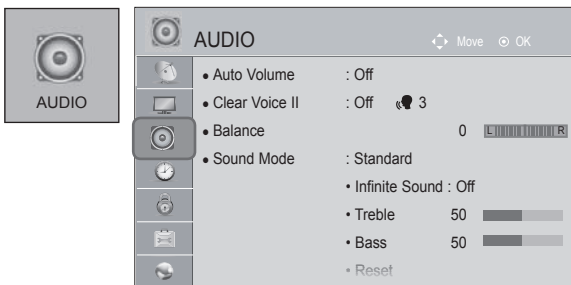 AUDIO
AUDIO
Move OK
• Auto Volume : Off
• Clear Voice II : Off 3
• Balance 0 L R
• Sound Mode : Standard
• Infinite Sound : Off
• Treble 50
• Bass 50
• Reset